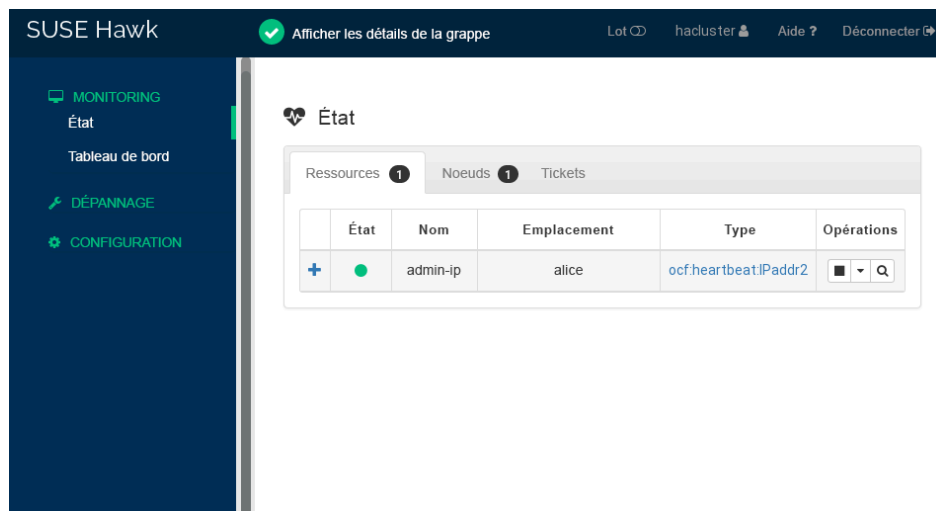 SUSE Hawk
Afficher les détails de la grappe
Lot
hacluster
Aide ?
Déconnecter
MONITORING
État
Tableau de bord
DÉPANNAGE
CONFIGURATION
État
Ressources 1 Noeuds 1 Tickets
État Nom Emplacement Type Opérations
admin-ip alice ocf:heartbeat:IPaddr2